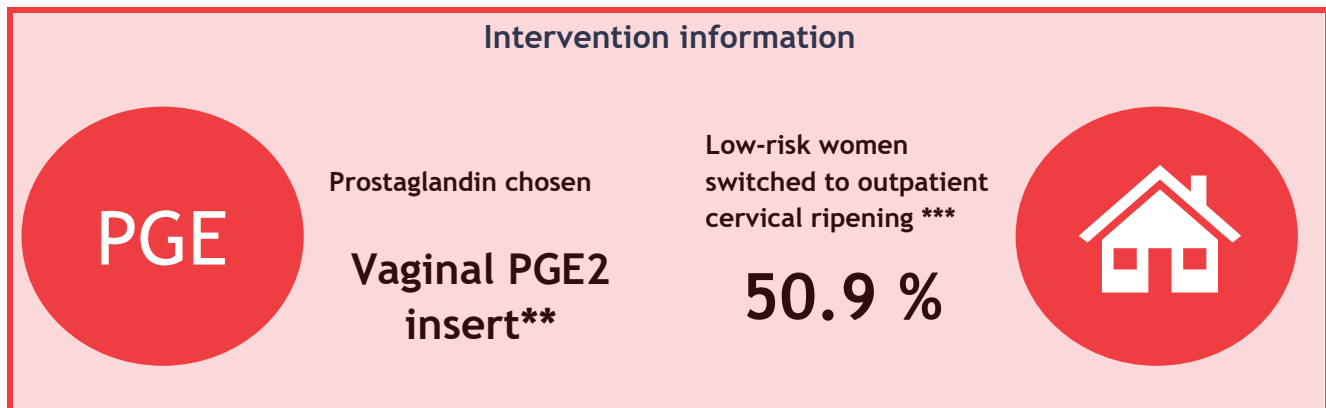 Intervention information
PGE
Prostaglandin chosen
Vaginal PGE2
insert**
Low-risk women
switched to outpatient
cervical ripening ***
50.9 %